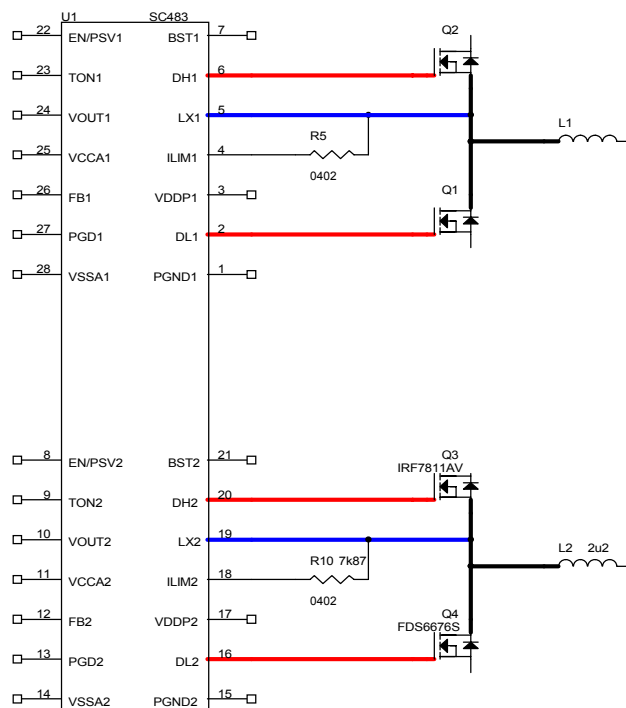 U1 SC483
22 EN/PSV1 BST1 7
23 TON1 DH1 6
24 VOUT1 LX1 5
25 VCCA1 ILIM1 4
26 FB1 VDDP1 3
27 PGD1 DL1 2
28 VSSA1 PGND1 1
Q2
L1
R5
0402
Q1
8 EN/PSV2 BST2 21
9 TON2 DH2 20
10 VOUT2 LX2 19
11 VCCA2 ILIM2 18
12 FB2 VDDP2 17
13 PGD2 DL2 16
14 VSSA2 PGND2 15
Q3
IRF7811AV
L2 2u2
R10 7k87
0402
Q4
FDS6676S